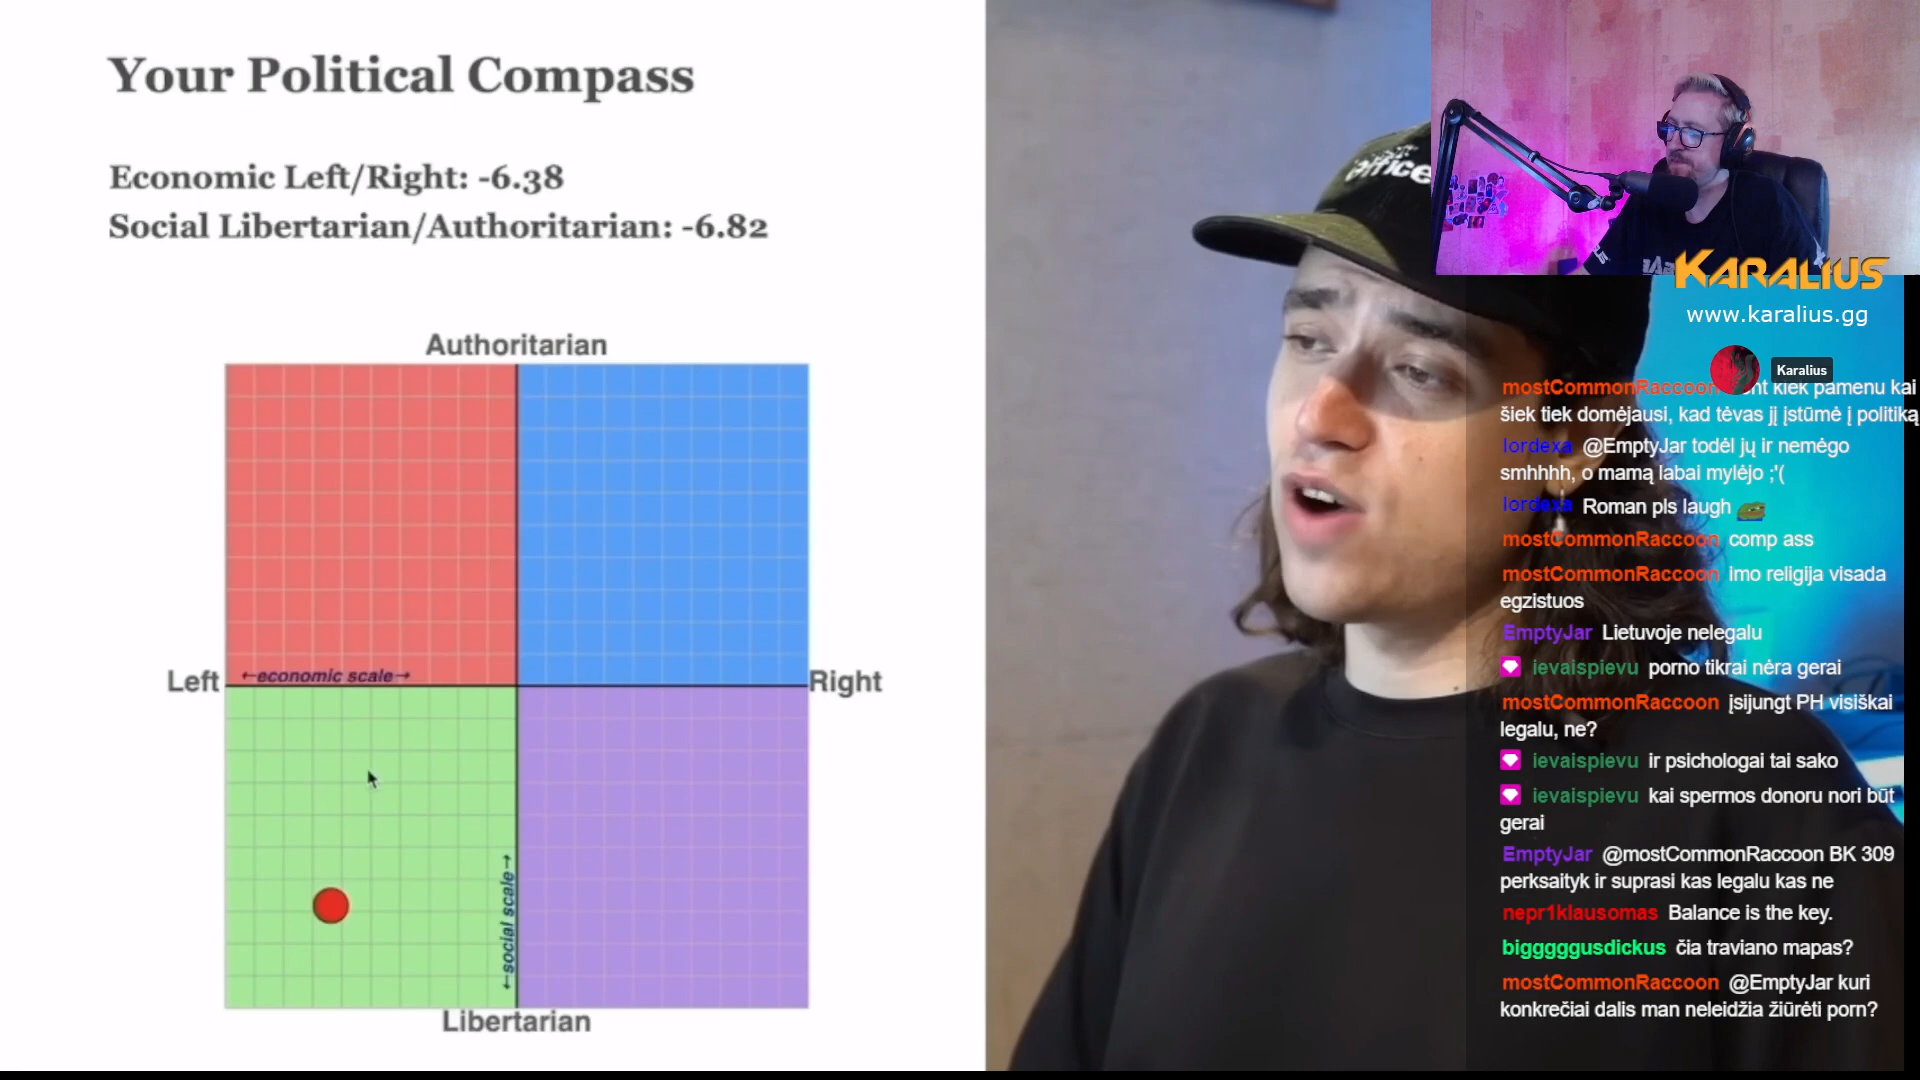 Your Political Compass
Economic Left/Right: -6.38
Social Libertarian/Authoritarian: -6.82
Authoritarian
Left
←economic scale→
Right
←social scale→
Libertarian
office
KARALIUS
www.karalius.gg
Karalius
mostCommonRaccoon kiek pamenu kai
šiek tiek domėjausi, kad tėvas jį įstūmė į politiką
lordexa @EmptyJar todėl jų ir nemėgo
smhhhh, o mamą labai mylėjo ;'(
lordexa Roman pls laugh
mostCommonRaccoon comp ass
mostCommonRaccoon imo religija visada
egzistuos
EmptyJar Lietuvoje nelegalu
ievaispievu porno tikrai nėra gerai
mostCommonRaccoon įsijungt PH visiškai
legalu, ne?
ievaispievu ir psichologai tai sako
ievaispievu kai spermos donoru nori būt
gerai
EmptyJar @mostCommonRaccoon BK 309
perksaityk ir suprasi kas legalu kas ne
nepr1klausomas Balance is the key.
bigggggusdickus čia traviano mapas?
mostCommonRaccoon @EmptyJar kuri
konkrečiai dalis man neleidžia žiūrėti porn?